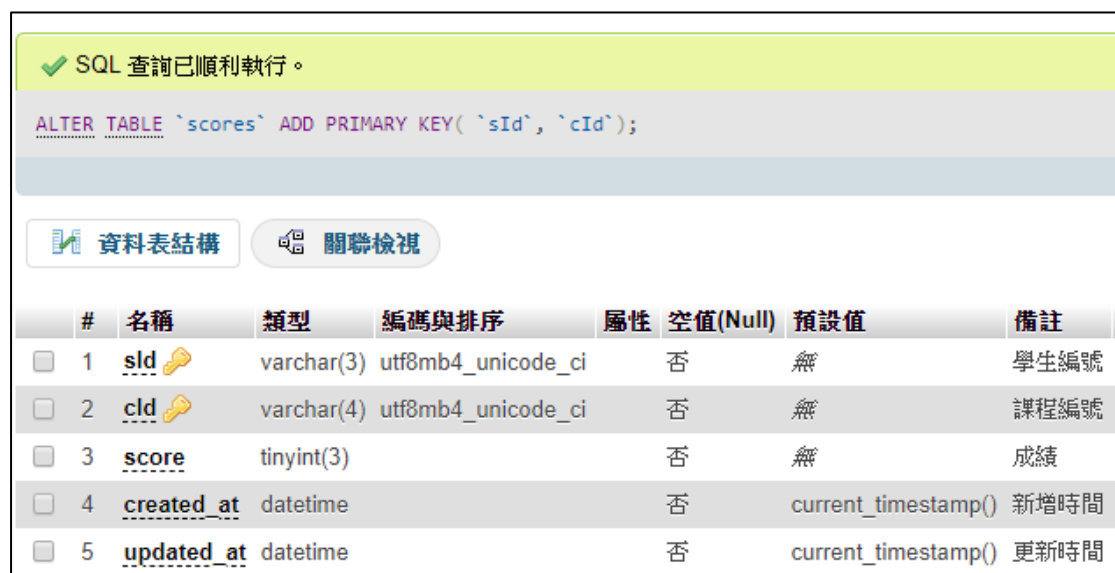 SQL 查詢已順利執行。
ALTER TABLE `scores` ADD PRIMARY KEY( `sId`, `cId`);
資料表結構 關聯檢視
# 名稱 類型 編碼與排序 屬性 空值(Null) 預設值 備註
1 sId varchar(3) utf8mb4_unicode_ci 否 無 學生編號
2 cId varchar(4) utf8mb4_unicode_ci 否 無 課程編號
3 score tinyint(3) 否 無 成績
4 created_at datetime 否 current_timestamp() 新增時間
5 updated_at datetime 否 current_timestamp() 更新時間